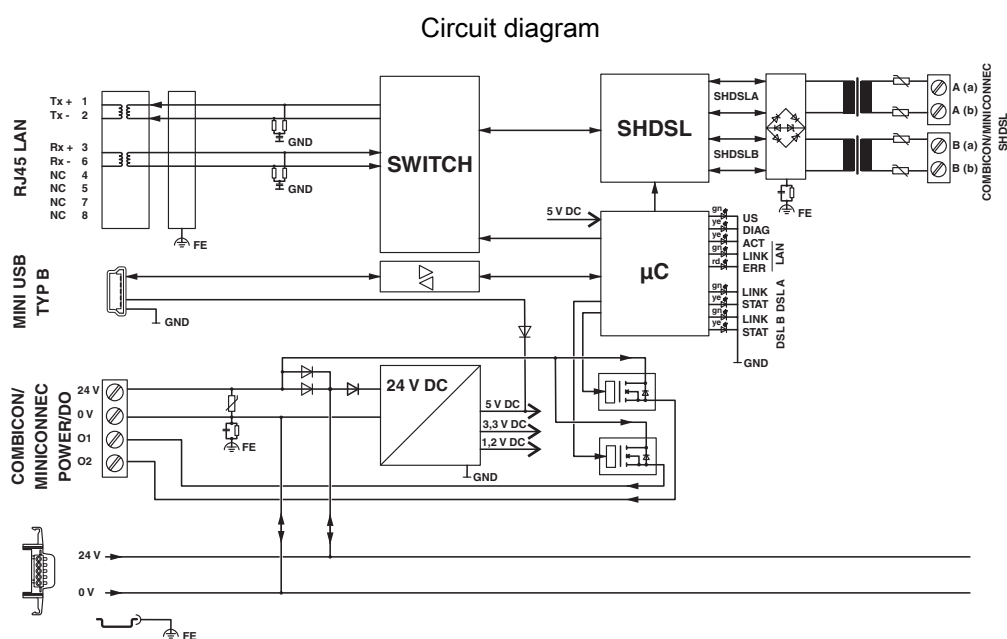 Circuit diagram
RJ45 LAN
Tx + 1
Tx - 2
Rx + 3
Rx - 6
NC 4
NC 5
NC 7
NC 8
FE
GND
GND
SWITCH
SHDSL
SHDSLA
SHDSLB
FE
A (a)
A (b)
B (a)
B (b)
COMBICON/MINICONNEC
SHDSL
5 V DC
µC
gn US
ye DIAG
ye ACT
gn LINK
rd ERR
LAN
gn LINK
ye STAT
DSL A
gn LINK
ye STAT
DSL B
GND
MINI USB
TYP B
GND
COMBICON/
MINICONNEC
POWER/DO
24 V
0 V
O1
O2
FE
24 V DC
5 V DC
3,3 V DC
1,2 V DC
GND
24 V
0 V
FE